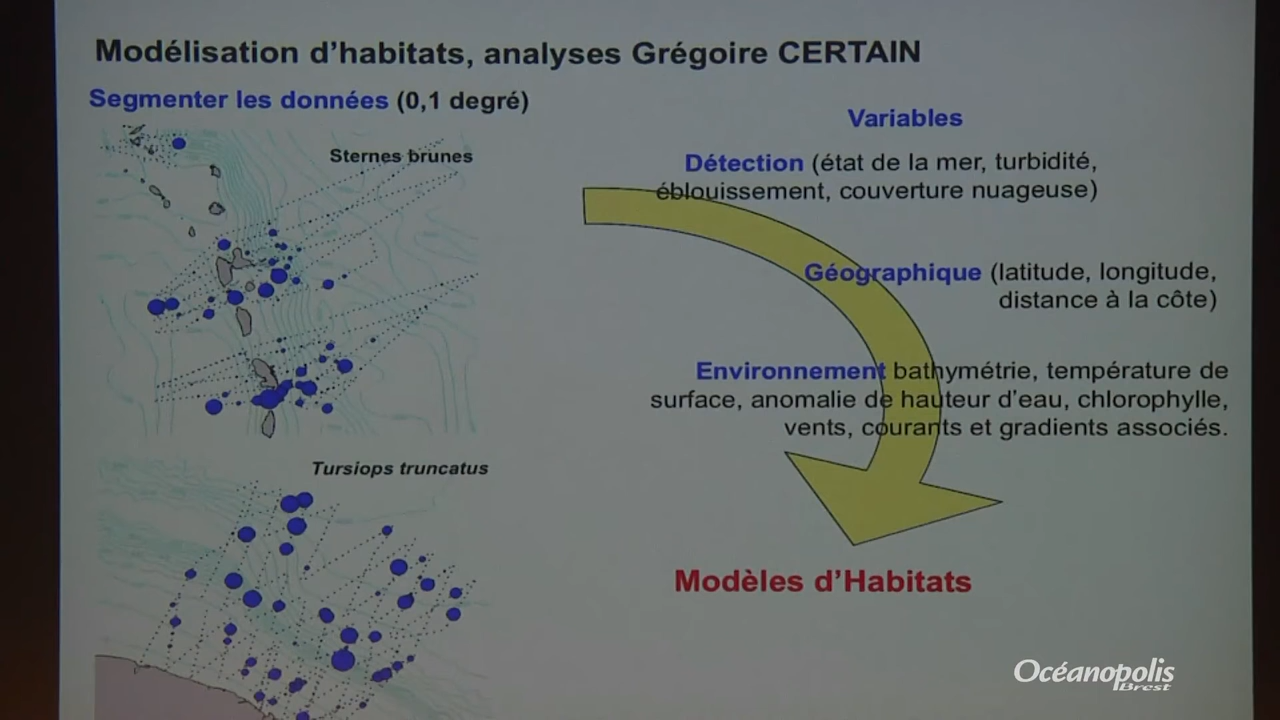 Modélisation d'habitats, analyses Grégoire CERTAIN
Segmenter les données (0,1 degré)
Sternes brunes
Tursiops truncatus
Variables
Détection (état de la mer, turbidité,
éblouissement, couverture nuageuse)
Géographique (latitude, longitude,
distance à la côte)
Environnement bathymétrie, température de
surface, anomalie de hauteur d'eau, chlorophylle,
vents, courants et gradients associés.
Modèles d'Habitats
Océanopolis
Brest